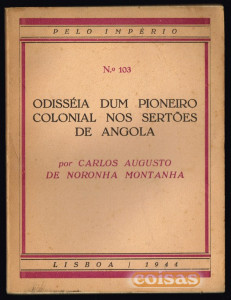 PELO IMPÉRIO
N.º 103
ODISSÉIA DUM PIONEIRO
COLONIAL NOS SERTÕES
DE ANGOLA
por CARLOS AUGUSTO
DE NORONHA MONTANHA
LISBOA / 1944
coisas